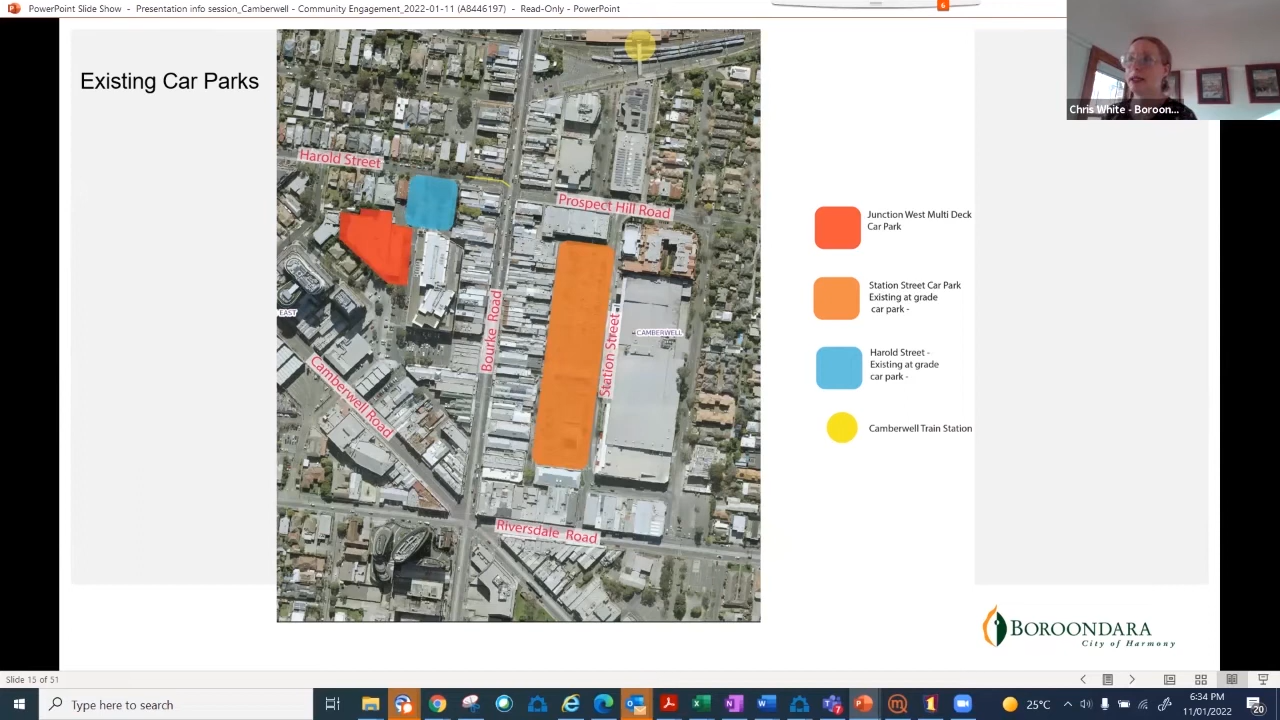 PowerPoint Slide Show - Presentation info session_Camberwell - Community Engagement_2022-01-11 (A8446197) - Read-Only - PowerPoint
6
Chris White - Boroon...
Existing Car Parks
Harold Street
Prospect Hill Road
Bourke Road
Station Street
CAMBERWELL
EAST
Camberwell Road
Riversdale Road
Junction West Multi Deck
Car Park
Station Street Car Park
Existing at grade
car park -
Harold Street -
Existing at grade
car park -
Camberwell Train Station
BOROONDARA
City of Harmony
Slide 15 of 51
Type here to search
25°C
6:34 PM
11/01/2022
20